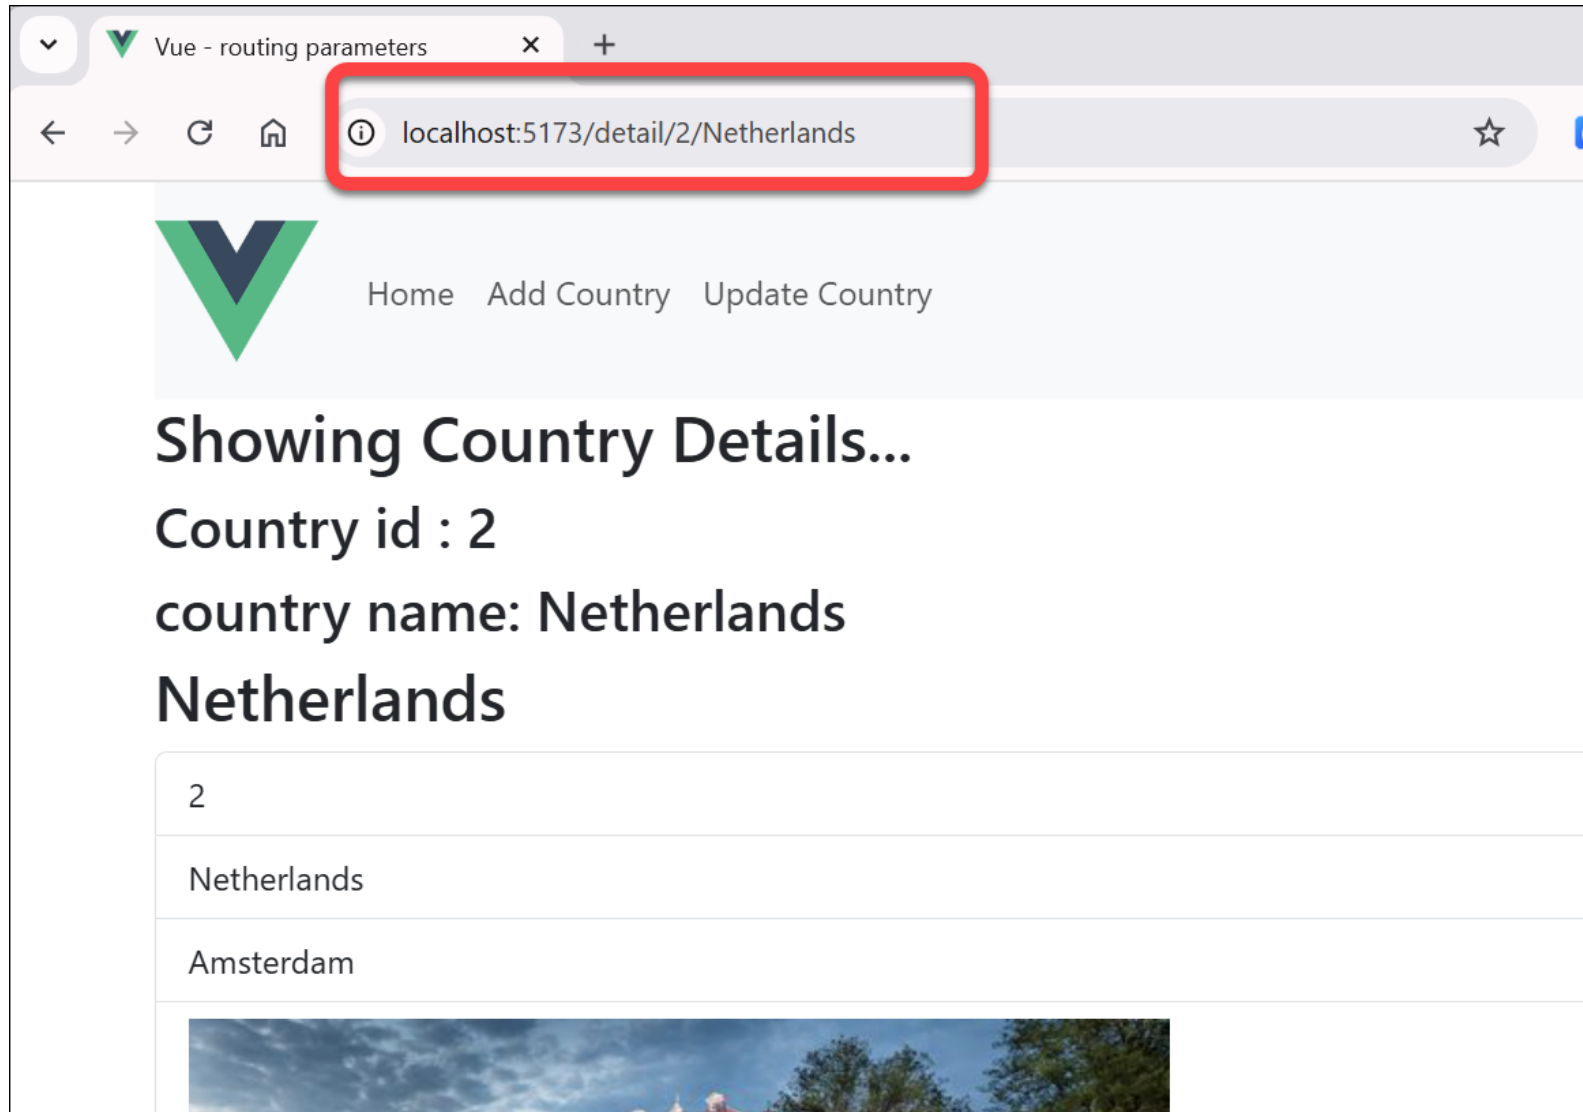 Vue - routing parameters
localhost:5173/detail/2/Netherlands
Home Add Country Update Country
Showing Country Details...
Country id : 2
country name: Netherlands
Netherlands
2
Netherlands
Amsterdam